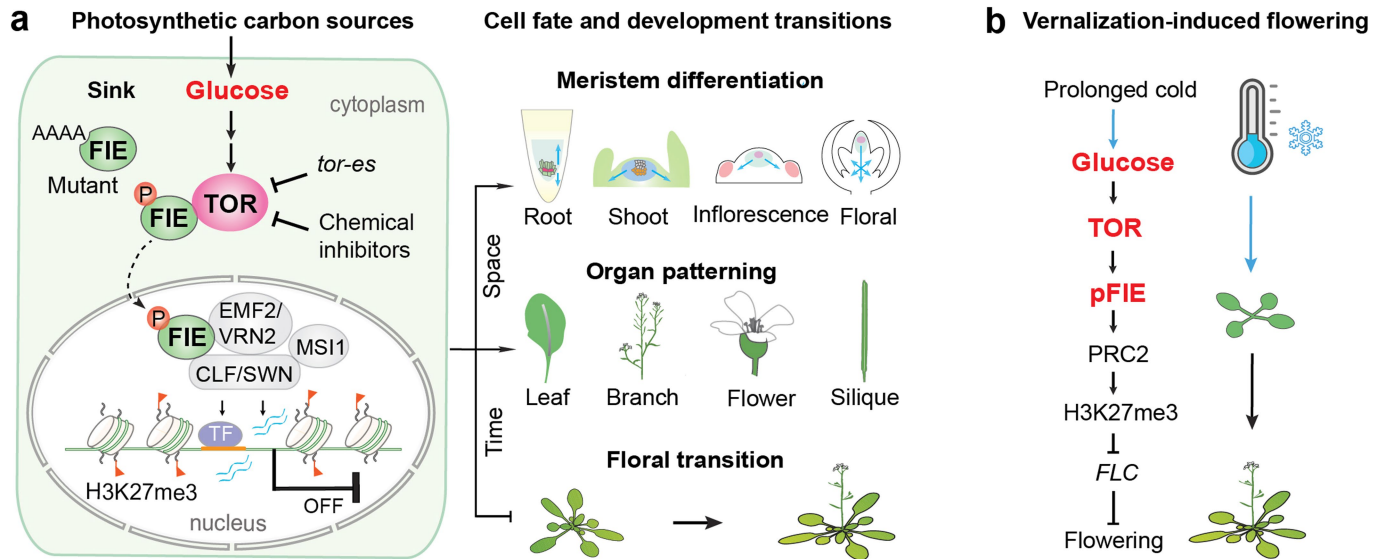 a
Photosynthetic carbon sources
Sink
Glucose
cytoplasm
AAAA
FIE
Mutant
P
FIE
TOR
tor-es
Chemical
inhibitors
P
FIE
EMF2/
VRN2
MSI1
CLF/SWN
TF
H3K27me3
OFF
nucleus
Cell fate and development transitions
Space
Time
Meristem differentiation
Root
Shoot
Inflorescence
Floral
Organ patterning
Leaf
Branch
Flower
Silique
Floral transition
b
Vernalization-induced flowering
Prolonged cold
Glucose
TOR
pFIE
PRC2
H3K27me3
FLC
Flowering